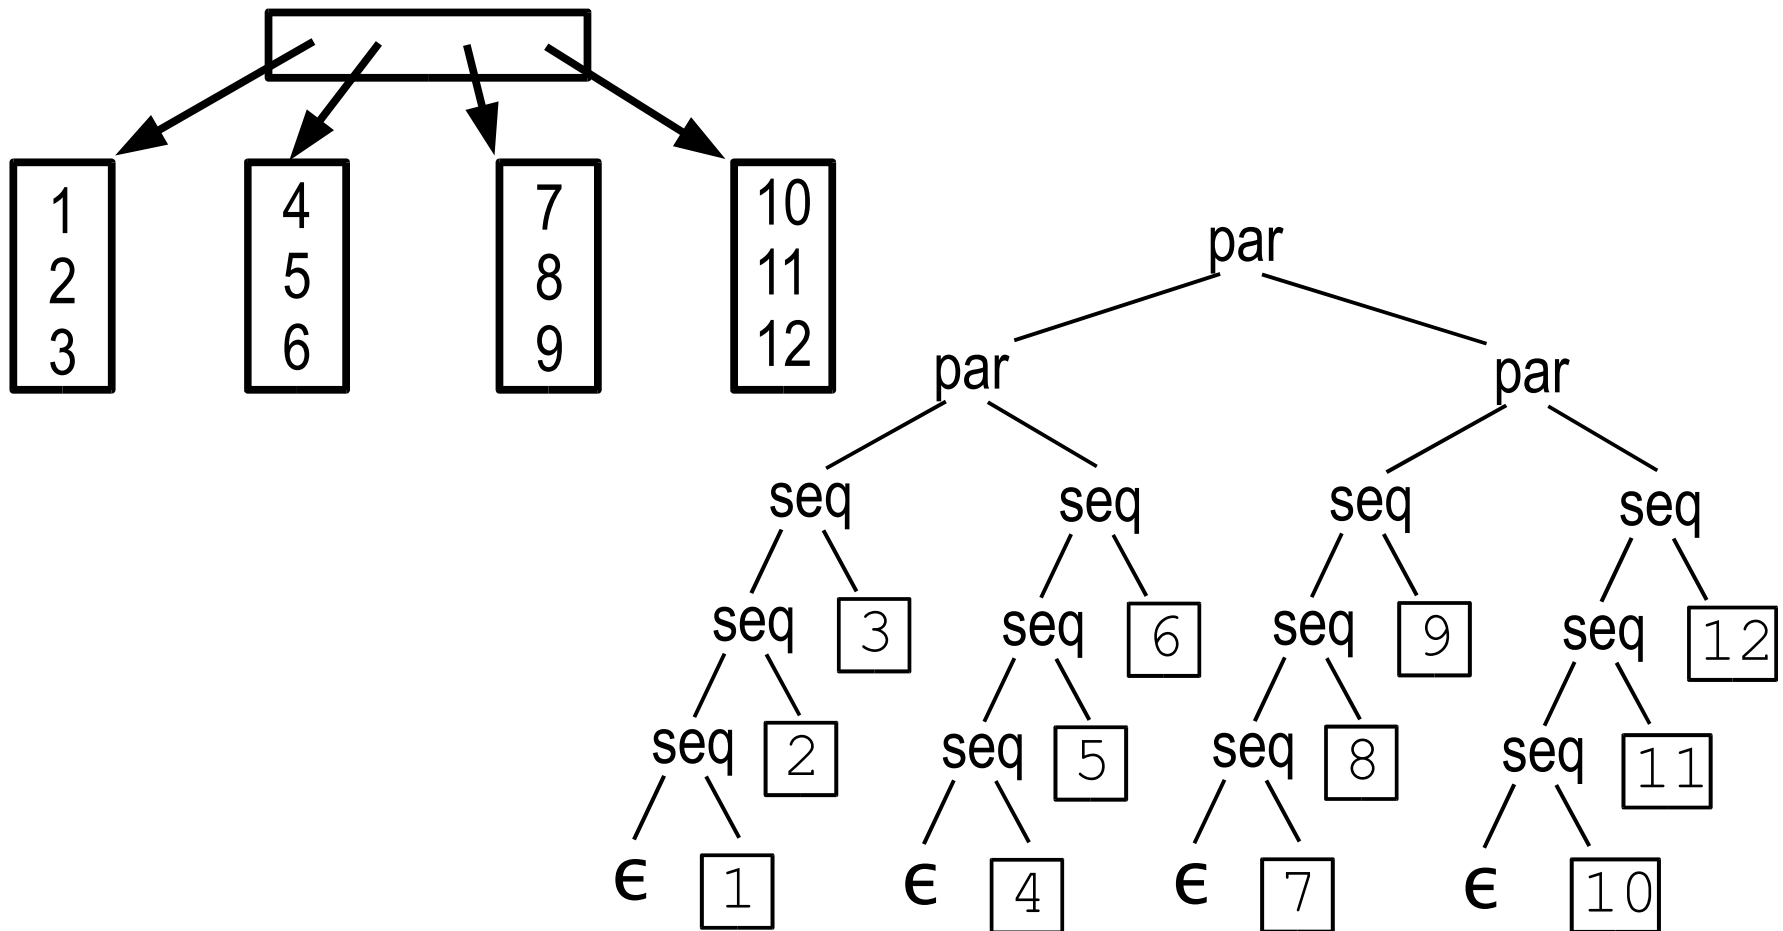 1
2
3
4
5
6
7
8
9
10
11
12
par
par par
seq seq seq seq
seq 3 seq 6 seq 9 seq 12
seq 2 seq 5 seq 8 seq 11
ϵ 1 ϵ 4 ϵ 7 ϵ 10